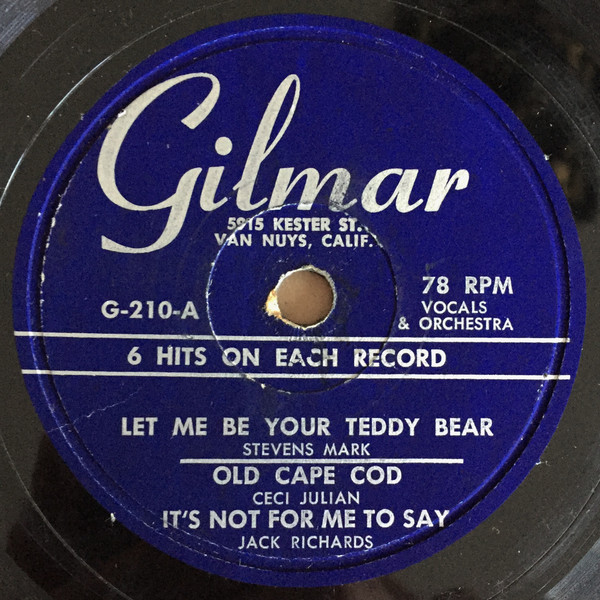 Gilmar
5915 KESTER ST.
VAN NUYS, CALIF.
G-210-A
78 RPM
VOCALS
& ORCHESTRA
6 HITS ON EACH RECORD
LET ME BE YOUR TEDDY BEAR
STEVENS MARK
OLD CAPE COD
CECI JULIAN
IT'S NOT FOR ME TO SAY
JACK RICHARDS